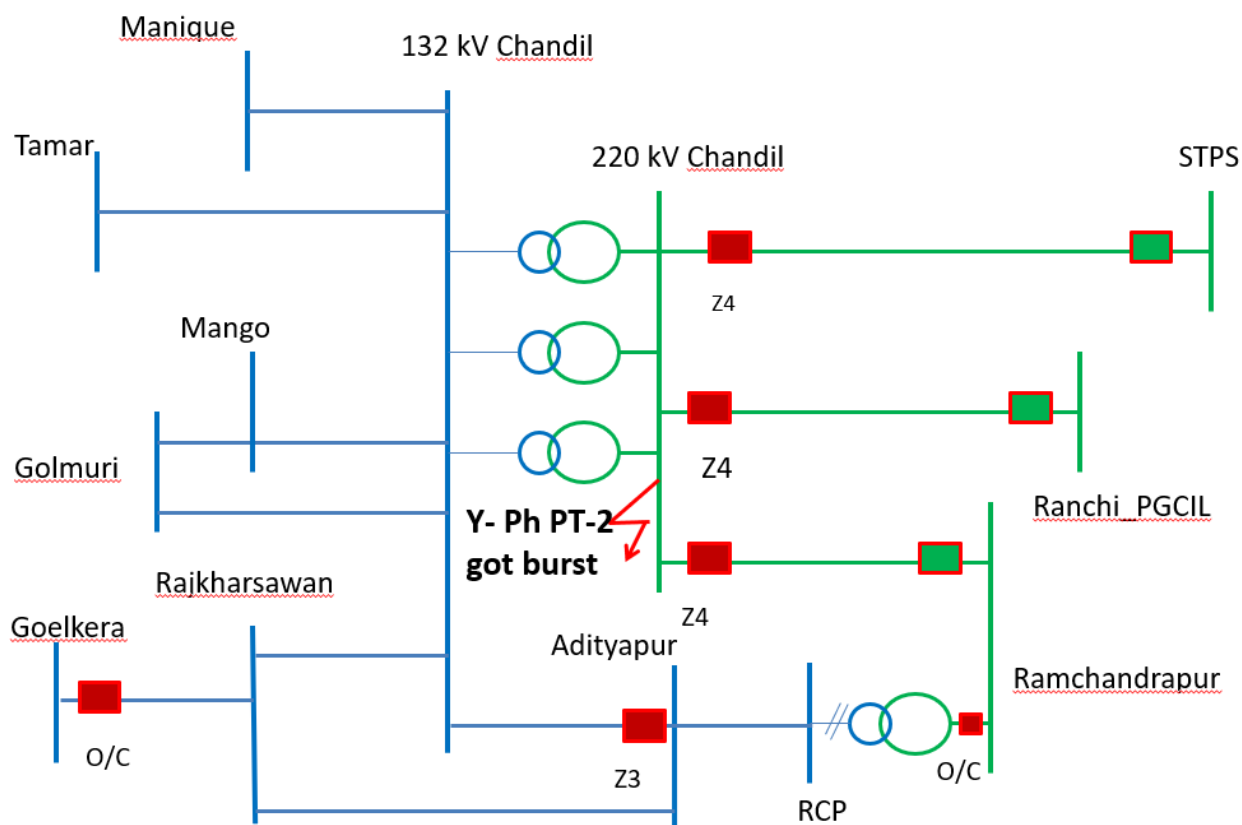 Manique
132 kV Chandil
Tamar
220 kV Chandil
STPS
Z4
Mango
Golmuri
Z4
Y- Ph PT-2
got burst
Ranchi_PGCIL
Rajkharsawan
Z4
Goelkera
Adityapur
Ramchandrapur
O/C
Z3
O/C
RCP